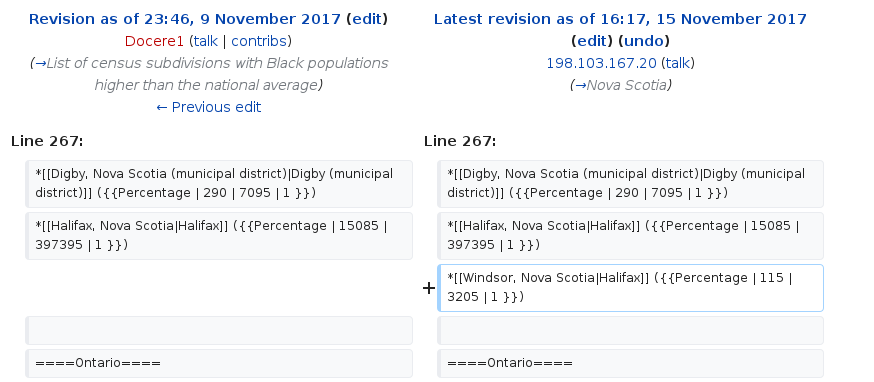 Revision as of 23:46, 9 November 2017 (edit)
Docere1 (talk | contribs)
(→List of census subdivisions with Black populations
higher than the national average)
← Previous edit
Latest revision as of 16:17, 15 November 2017
(edit) (undo)
198.103.167.20 (talk)
(→Nova Scotia)
Line 267:
Line 267:
*[[Digby, Nova Scotia (municipal district)|Digby (municipal
district)]] ({{Percentage | 290 | 7095 | 1 }})
*[[Digby, Nova Scotia (municipal district)|Digby (municipal
district)]] ({{Percentage | 290 | 7095 | 1 }})
*[[Halifax, Nova Scotia|Halifax]] ({{Percentage | 15085 |
397395 | 1 }})
*[[Halifax, Nova Scotia|Halifax]] ({{Percentage | 15085 |
397395 | 1 }})
+
*[[Windsor, Nova Scotia|Halifax]] ({{Percentage | 115 |
3205 | 1 }})
====Ontario====
====Ontario====